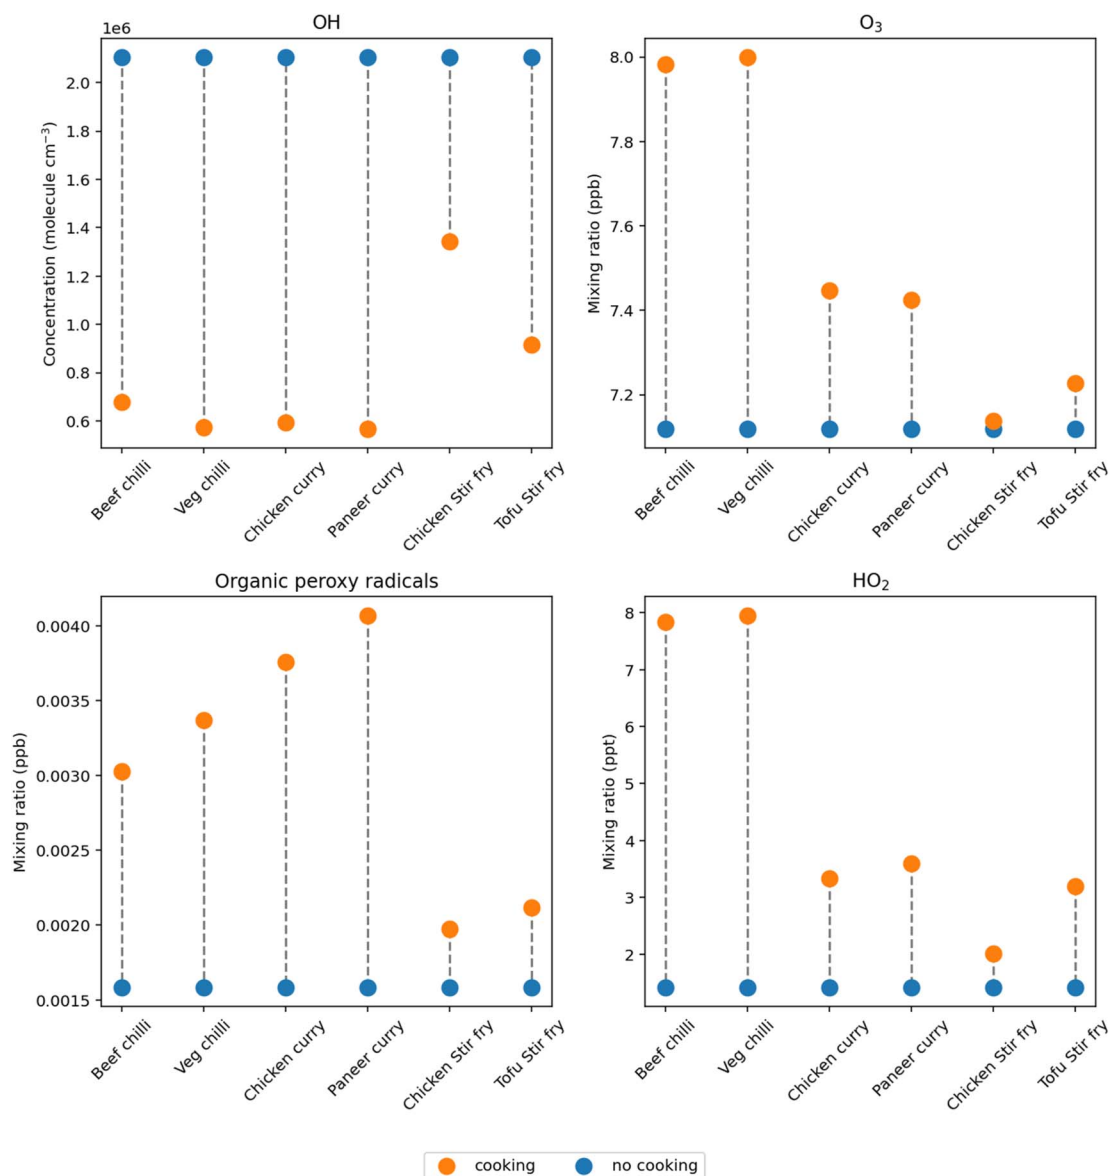 OH
1e6
Concentration (molecule cm⁻³)
2.0
1.8
1.6
1.4
1.2
1.0
0.8
0.6
Beef chilli
Veg chilli
Chicken curry
Paneer curry
Chicken Stir fry
Tofu Stir fry
O₃
Mixing ratio (ppb)
8.0
7.8
7.6
7.4
7.2
Beef chilli
Veg chilli
Chicken curry
Paneer curry
Chicken Stir fry
Tofu Stir fry
Organic peroxy radicals
Mixing ratio (ppb)
0.0040
0.0035
0.0030
0.0025
0.0020
0.0015
Beef chilli
Veg chilli
Chicken curry
Paneer curry
Chicken Stir fry
Tofu Stir fry
HO₂
Mixing ratio (ppt)
8
7
6
5
4
3
2
Beef chilli
Veg chilli
Chicken curry
Paneer curry
Chicken Stir fry
Tofu Stir fry
cooking
no cooking